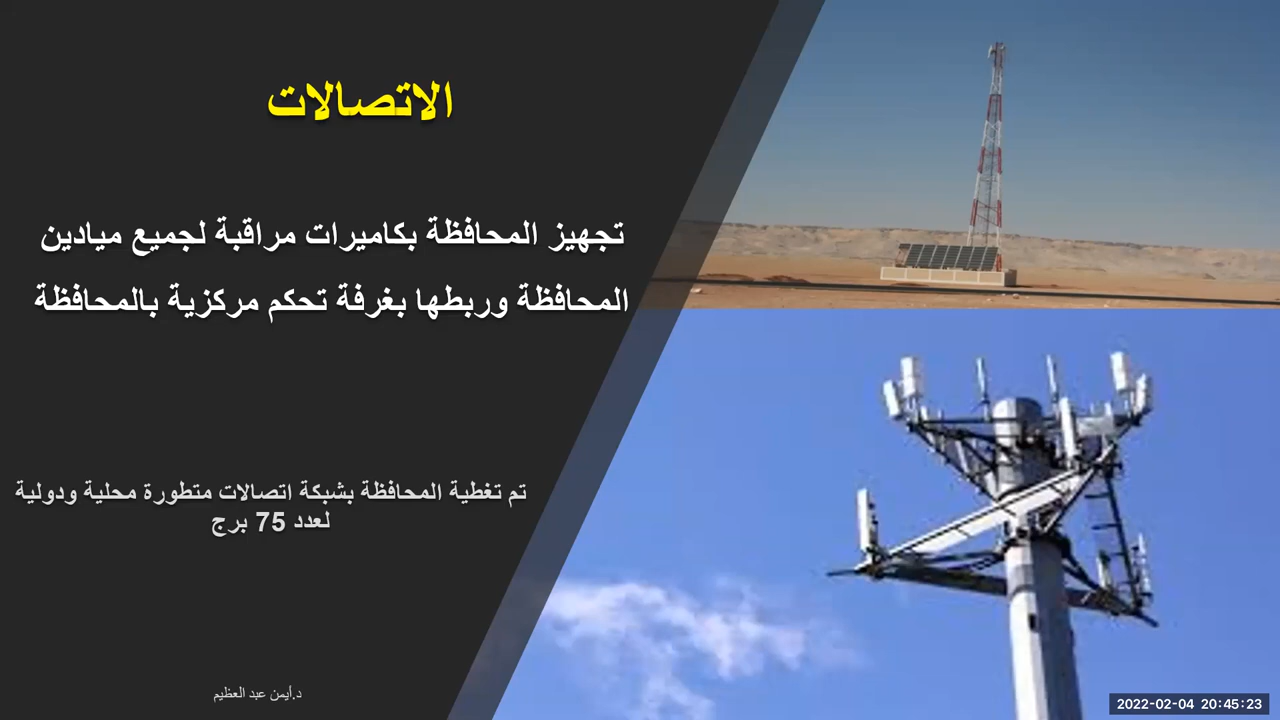 الاتصالات
تجهيز المحافظة بكاميرات مراقبة لجميع ميادين
المحافظة وربطها بغرفة تحكم مركزية بالمحافظة
تم تغطية المحافظة بشبكة اتصالات متطورة محلية ودولية
لعدد 75 برج
د.أيمن عبد العظيم
2022-02-04 20:45:23